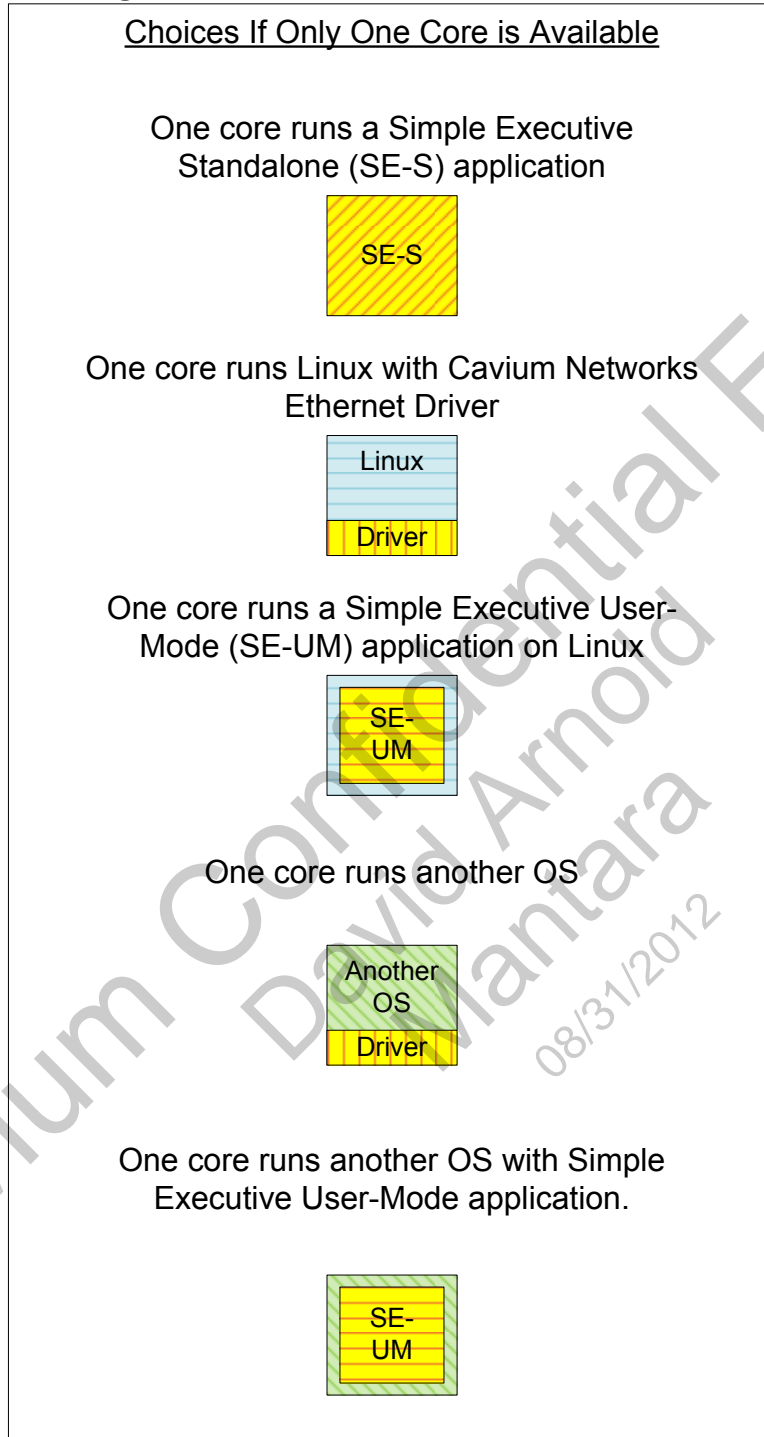 Choices If Only One Core is Available
One core runs a Simple Executive
Standalone (SE-S) application
SE-S
One core runs Linux with Cavium Networks
Ethernet Driver
Linux
Driver
One core runs a Simple Executive User-
Mode (SE-UM) application on Linux
SE-
UM
One core runs another OS
Another
OS
Driver
One core runs another OS with Simple
Executive User-Mode application.
SE-
UM
Confidential
David Arnold
Mantara
08/31/2012